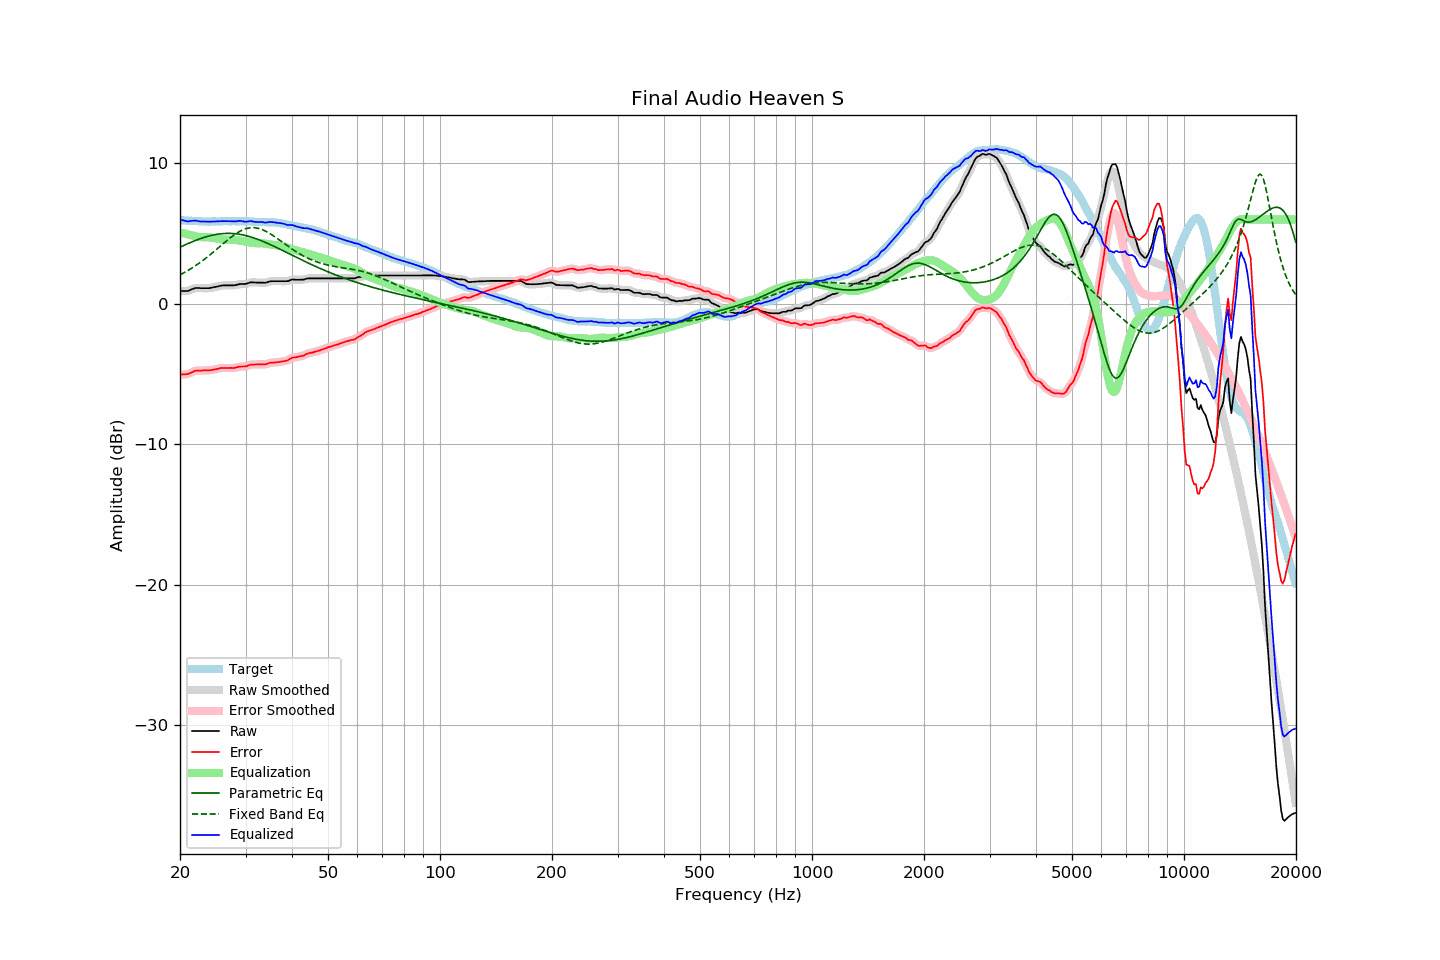 Final Audio Heaven S
Amplitude (dBr)
10
0
−10
−20
−30
Target
Raw Smoothed
Error Smoothed
Raw
Error
Equalization
Parametric Eq
Fixed Band Eq
Equalized
20 50 100 200 500 1000 2000 5000 10000 20000
Frequency (Hz)